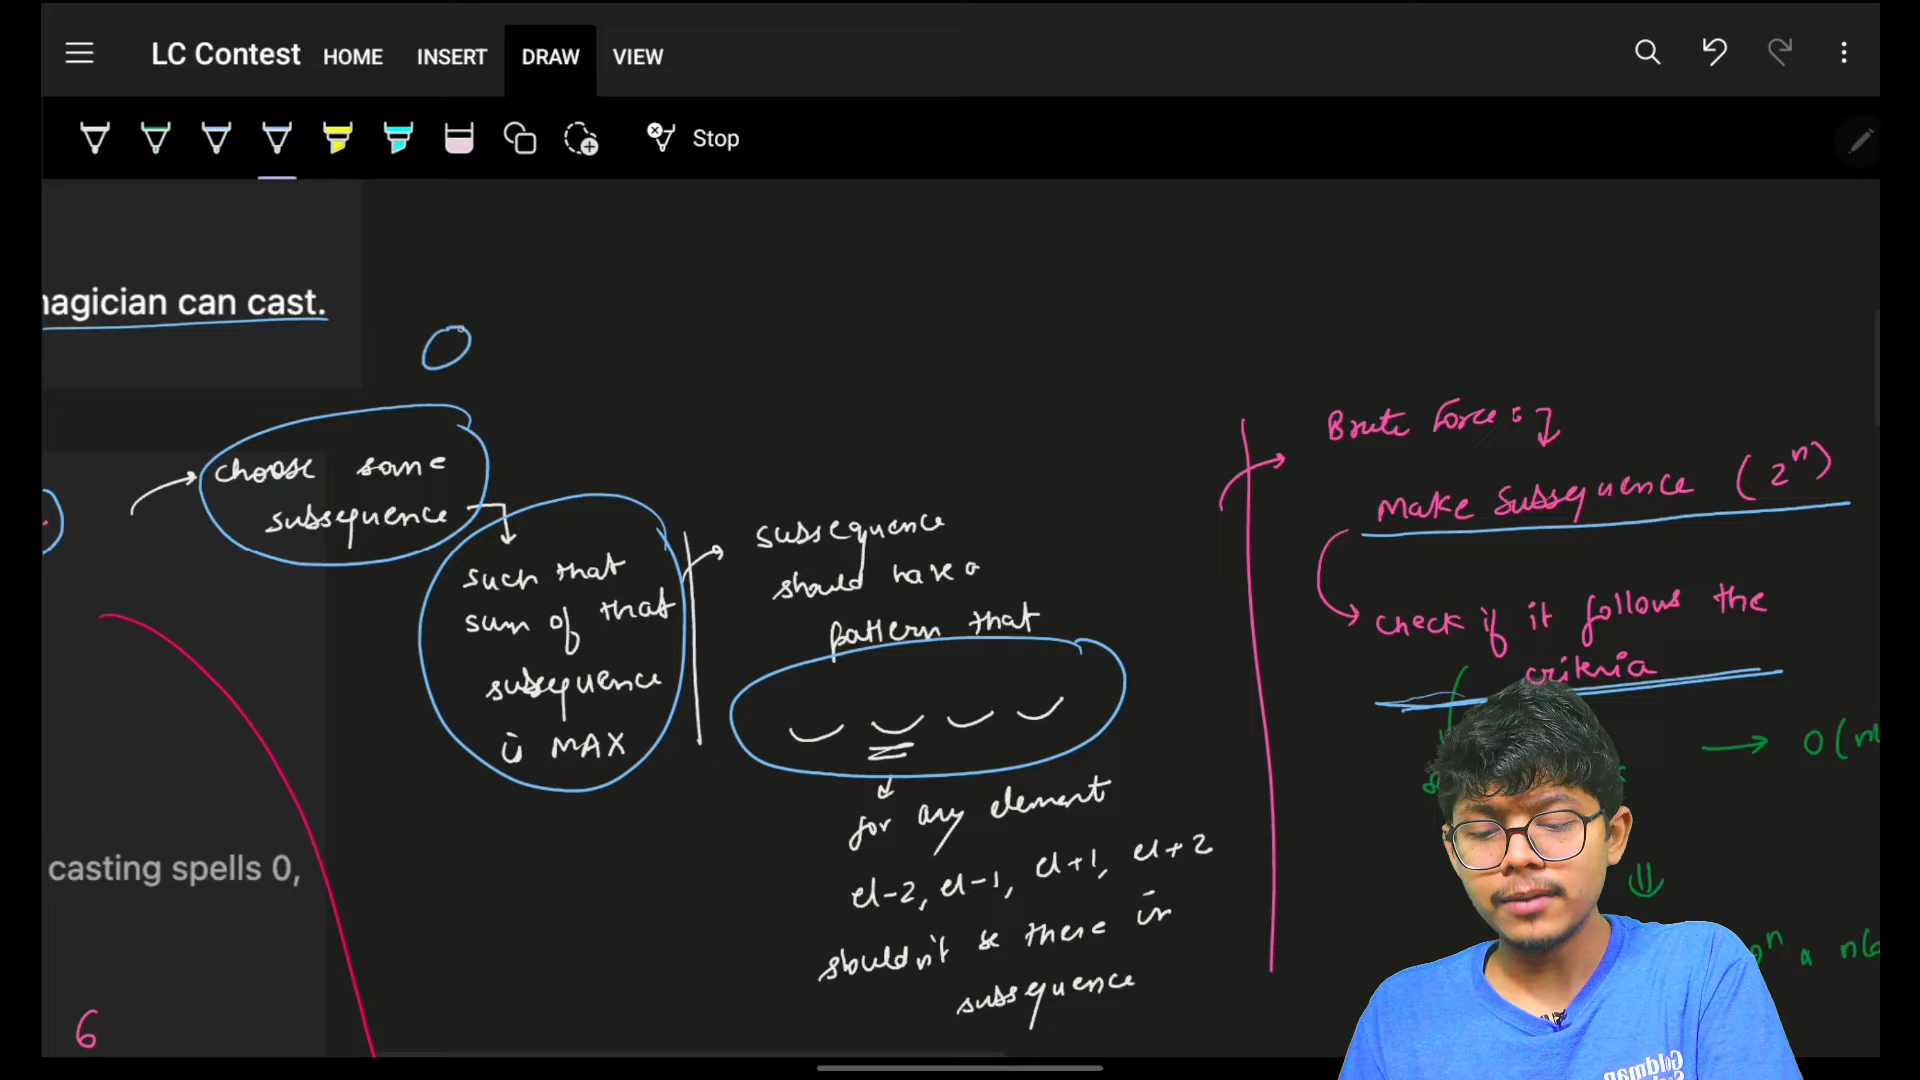 LC Contest HOME INSERT DRAW VIEW
Stop
magician can cast.
choose some
subsequence
such that
sum of that
subsequence
is MAX
subsequence
should have a
pattern that
for any element
el-2, el-1, el+1, el+2
shouldn't be there in
subsequence
Brute Force:
Make subsequence (2^n)
check if it follows the
criteria
casting spells 0,
6
Goldman